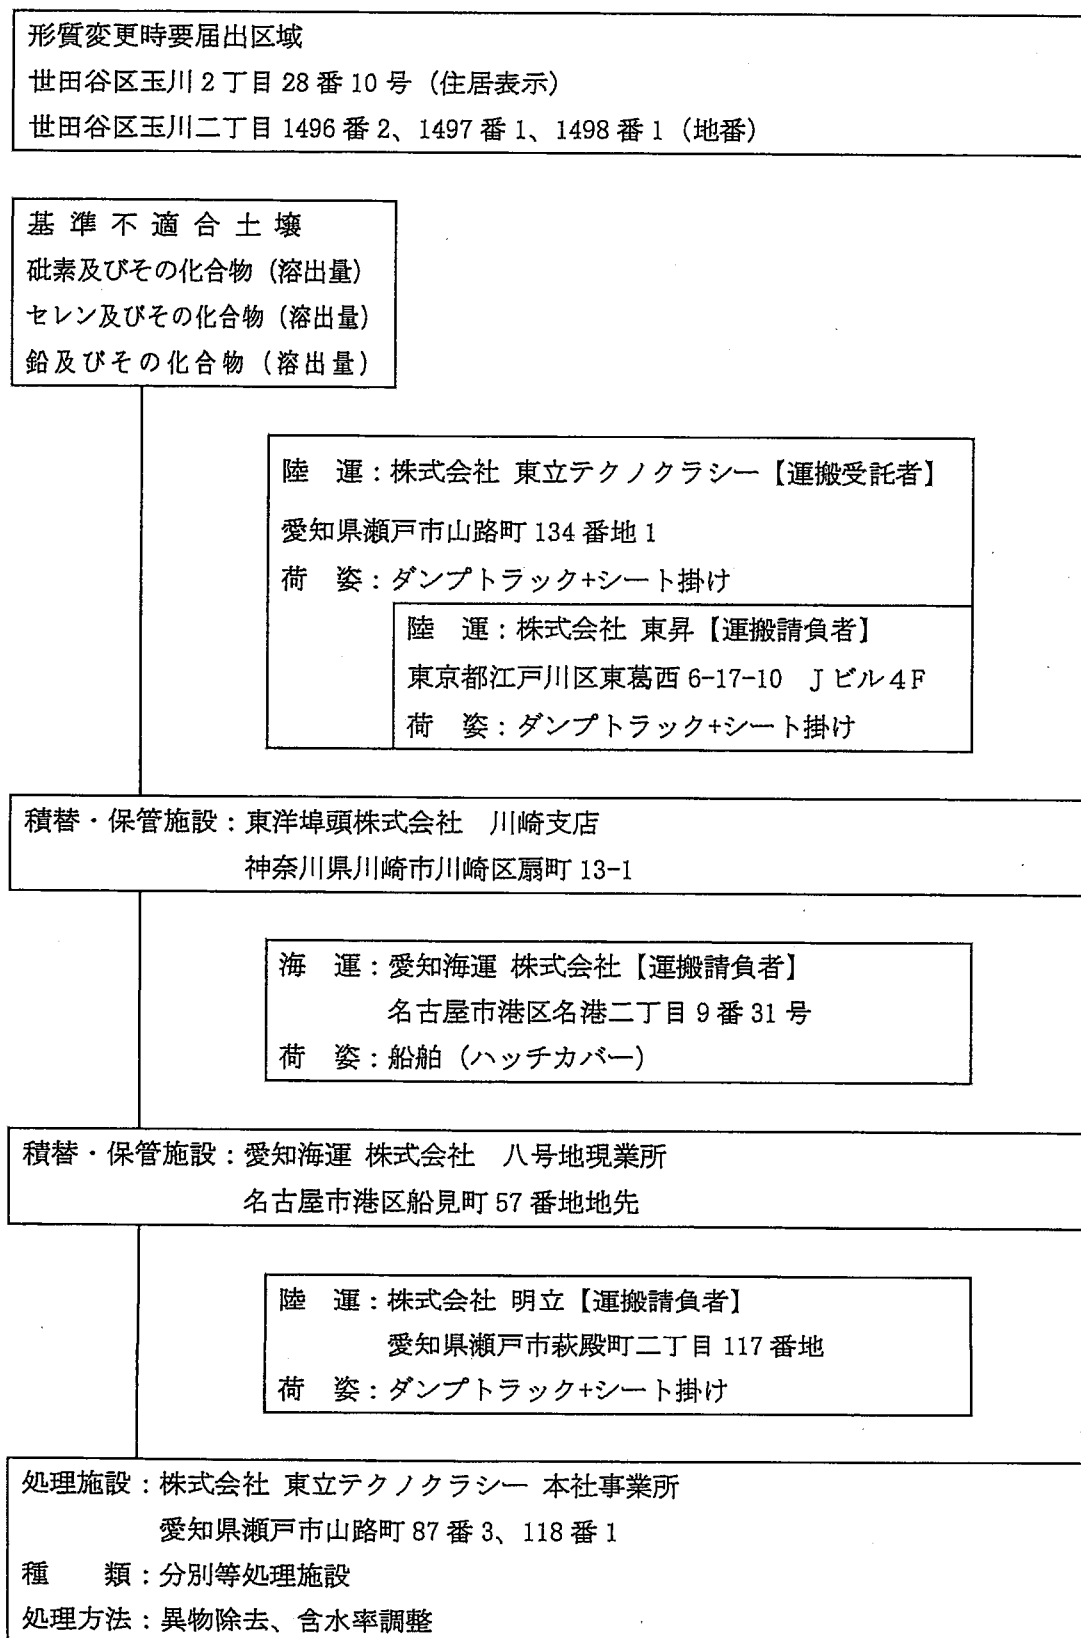 形質変更時要届出区域
世田谷区玉川2丁目28番10号（住居表示）
世田谷区玉川二丁目1496番2、1497番1、1498番1（地番）
基準不適合土壌
砒素及びその化合物（溶出量）
セレン及びその化合物（溶出量）
鉛及びその化合物（溶出量）
陸　運：株式会社 東立テクノクラシー【運搬受託者】
愛知県瀬戸市山路町134番地1
荷　姿：ダンプトラック+シート掛け
陸　運：株式会社 東昇【運搬請負者】
東京都江戸川区東葛西6-17-10　Jビル4F
荷　姿：ダンプトラック+シート掛け
積替・保管施設：東洋埠頭株式会社　川崎支店
神奈川県川崎市川崎区扇町13-1
海　運：愛知海運 株式会社【運搬請負者】
名古屋市港区名港二丁目9番31号
荷　姿：船舶（ハッチカバー）
積替・保管施設：愛知海運 株式会社　八号地現業所
名古屋市港区船見町57番地地先
陸　運：株式会社 明立【運搬請負者】
愛知県瀬戸市萩殿町二丁目117番地
荷　姿：ダンプトラック+シート掛け
処理施設：株式会社 東立テクノクラシー 本社事業所
愛知県瀬戸市山路町87番3、118番1
種　　類：分別等処理施設
処理方法：異物除去、含水率調整